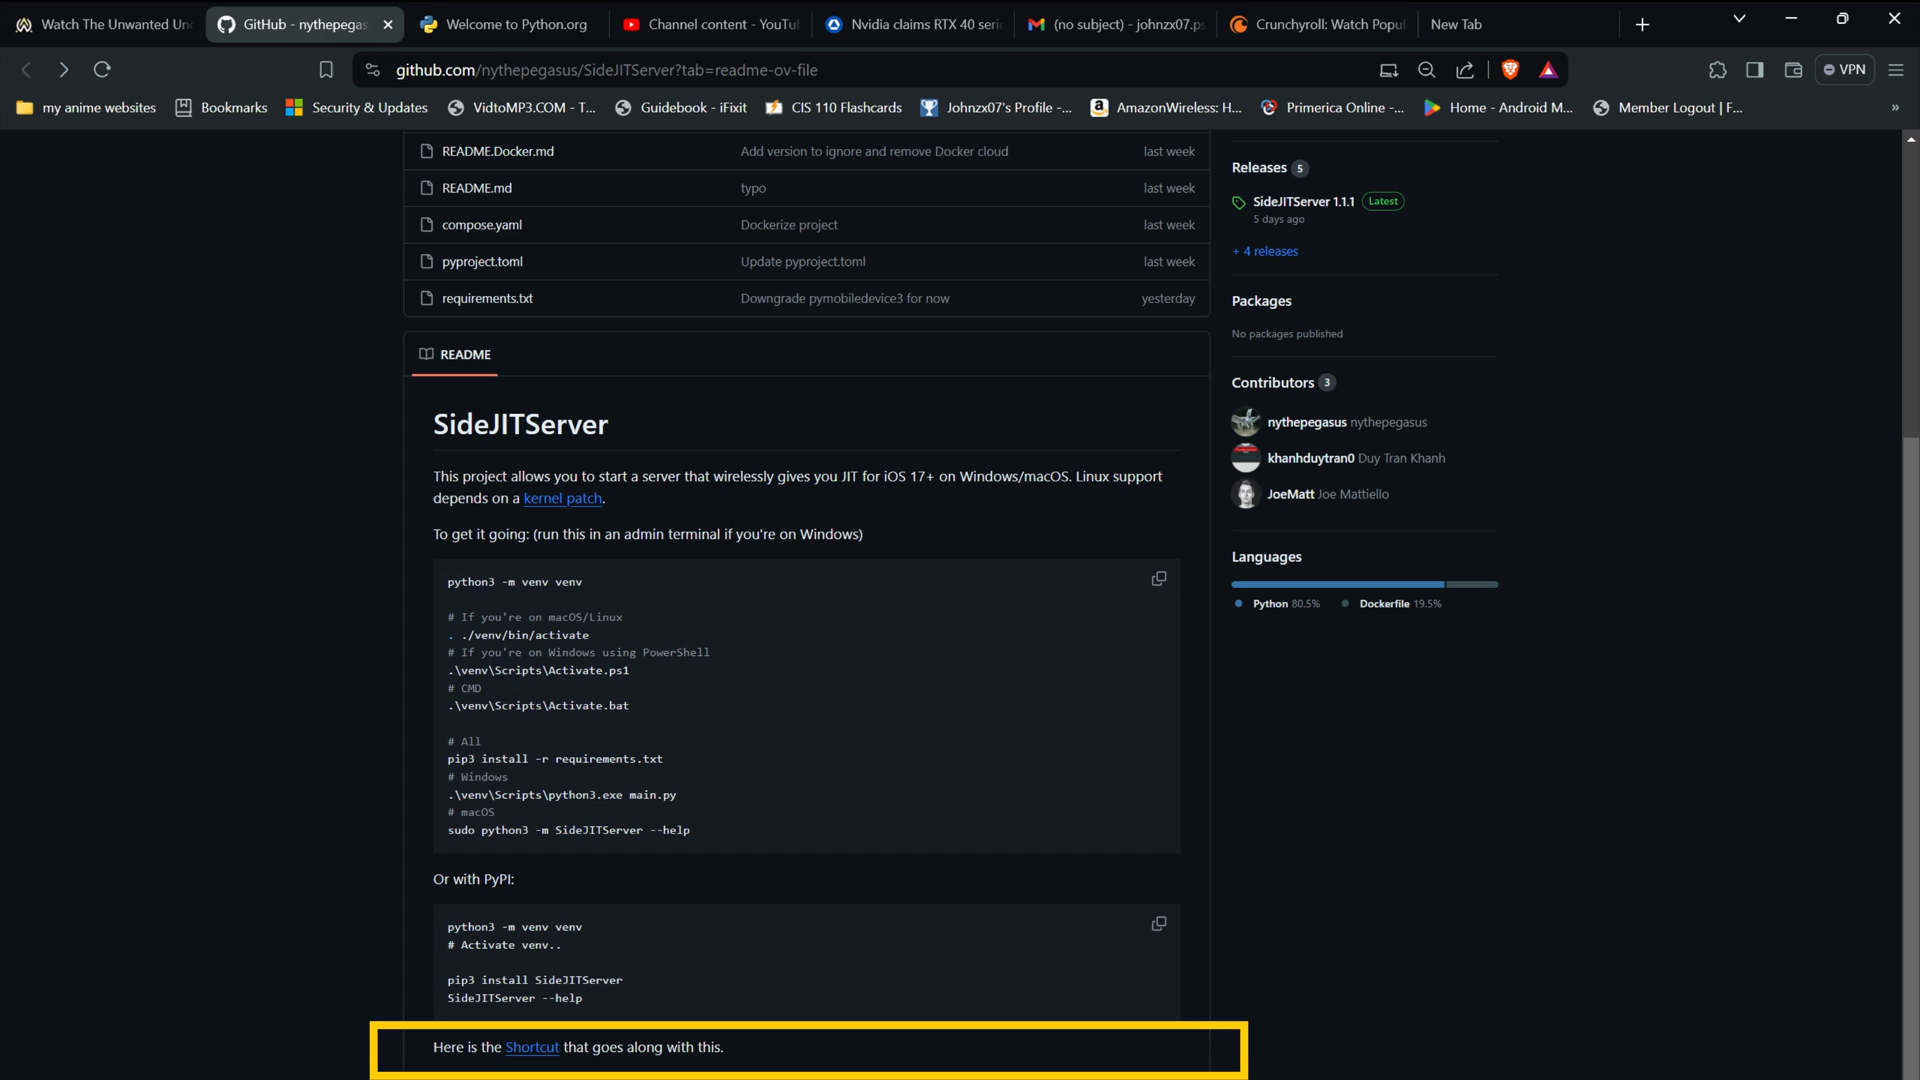 Watch The Unwanted Un
GitHub - nythepegas
Welcome to Python.org
Channel content - YouTu
Nvidia claims RTX 40 seri
(no subject) - johnzx07.ps
Crunchyroll: Watch Popul
New Tab
github.com/nythepegasus/SideJITServer?tab=readme-ov-file
VPN
my anime websites
Bookmarks
Security & Updates
VidtoMP3.COM - T...
Guidebook - iFixit
CIS 110 Flashcards
Johnzx07's Profile -...
AmazonWireless: H...
Primerica Online -...
Home - Android M...
Member Logout | F...
»
README.Docker.md Add version to ignore and remove Docker cloud last week
README.md typo last week
compose.yaml Dockerize project last week
pyproject.toml Update pyproject.toml last week
requirements.txt Downgrade pymobiledevice3 for now yesterday
README
SideJITServer
This project allows you to start a server that wirelessly gives you JIT for iOS 17+ on Windows/macOS. Linux support
depends on a kernel patch.
To get it going: (run this in an admin terminal if you're on Windows)
python3 -m venv venv
# If you're on macOS/Linux
. ./venv/bin/activate
# If you're on Windows using PowerShell
.\venv\Scripts\Activate.ps1
# CMD
.\venv\Scripts\Activate.bat
# All
pip3 install -r requirements.txt
# Windows
.\venv\Scripts\python3.exe main.py
# macOS
sudo python3 -m SideJITServer --help
Or with PyPI:
python3 -m venv venv
# Activate venv..
pip3 install SideJITServer
SideJITServer --help
Here is the Shortcut that goes along with this.
Releases 5
SideJITServer 1.1.1 Latest
5 days ago
+ 4 releases
Packages
No packages published
Contributors 3
nythepegasus nythepegasus
khanhduytran0 Duy Tran Khanh
JoeMatt Joe Mattiello
Languages
Python 80.5% Dockerfile 19.5%